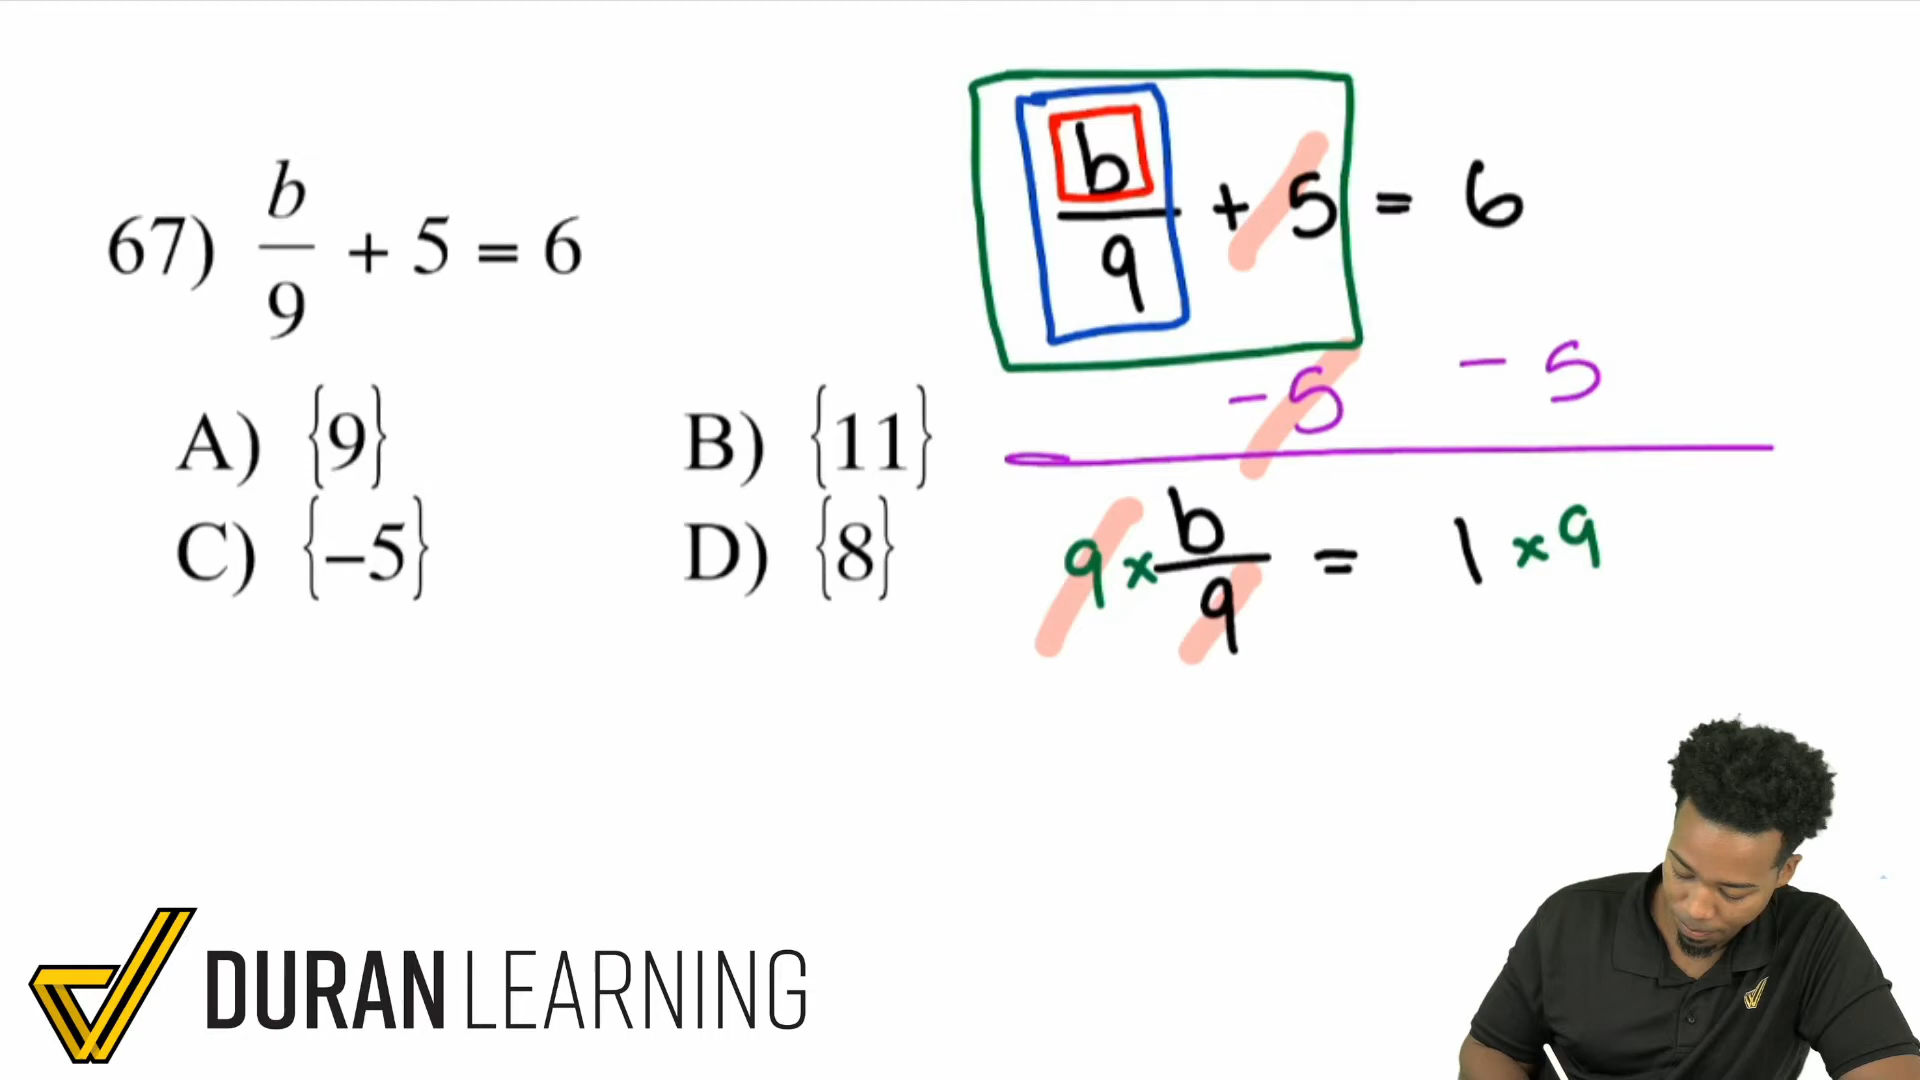 67) b/9 + 5 = 6
A) {9}
B) {11}
C) {−5}
D) {8}
b/9 + 5 = 6
− 5 − 5
9 × b/9 = 1 × 9
DURAN LEARNING